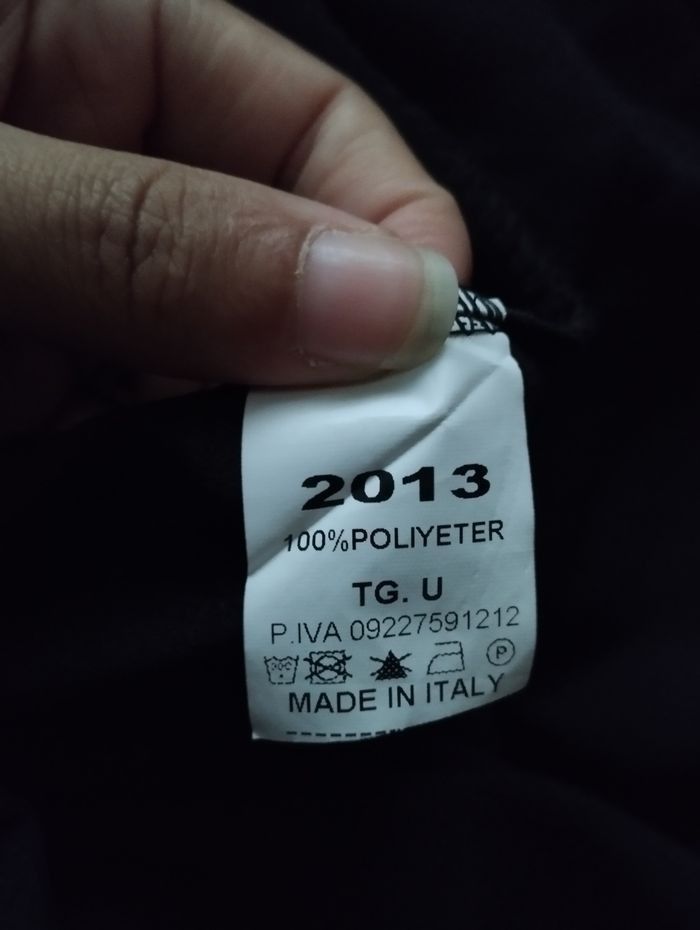 2013
100%POLIYETER
TG. U
P.IVA 09227591212
P
MADE IN ITALY